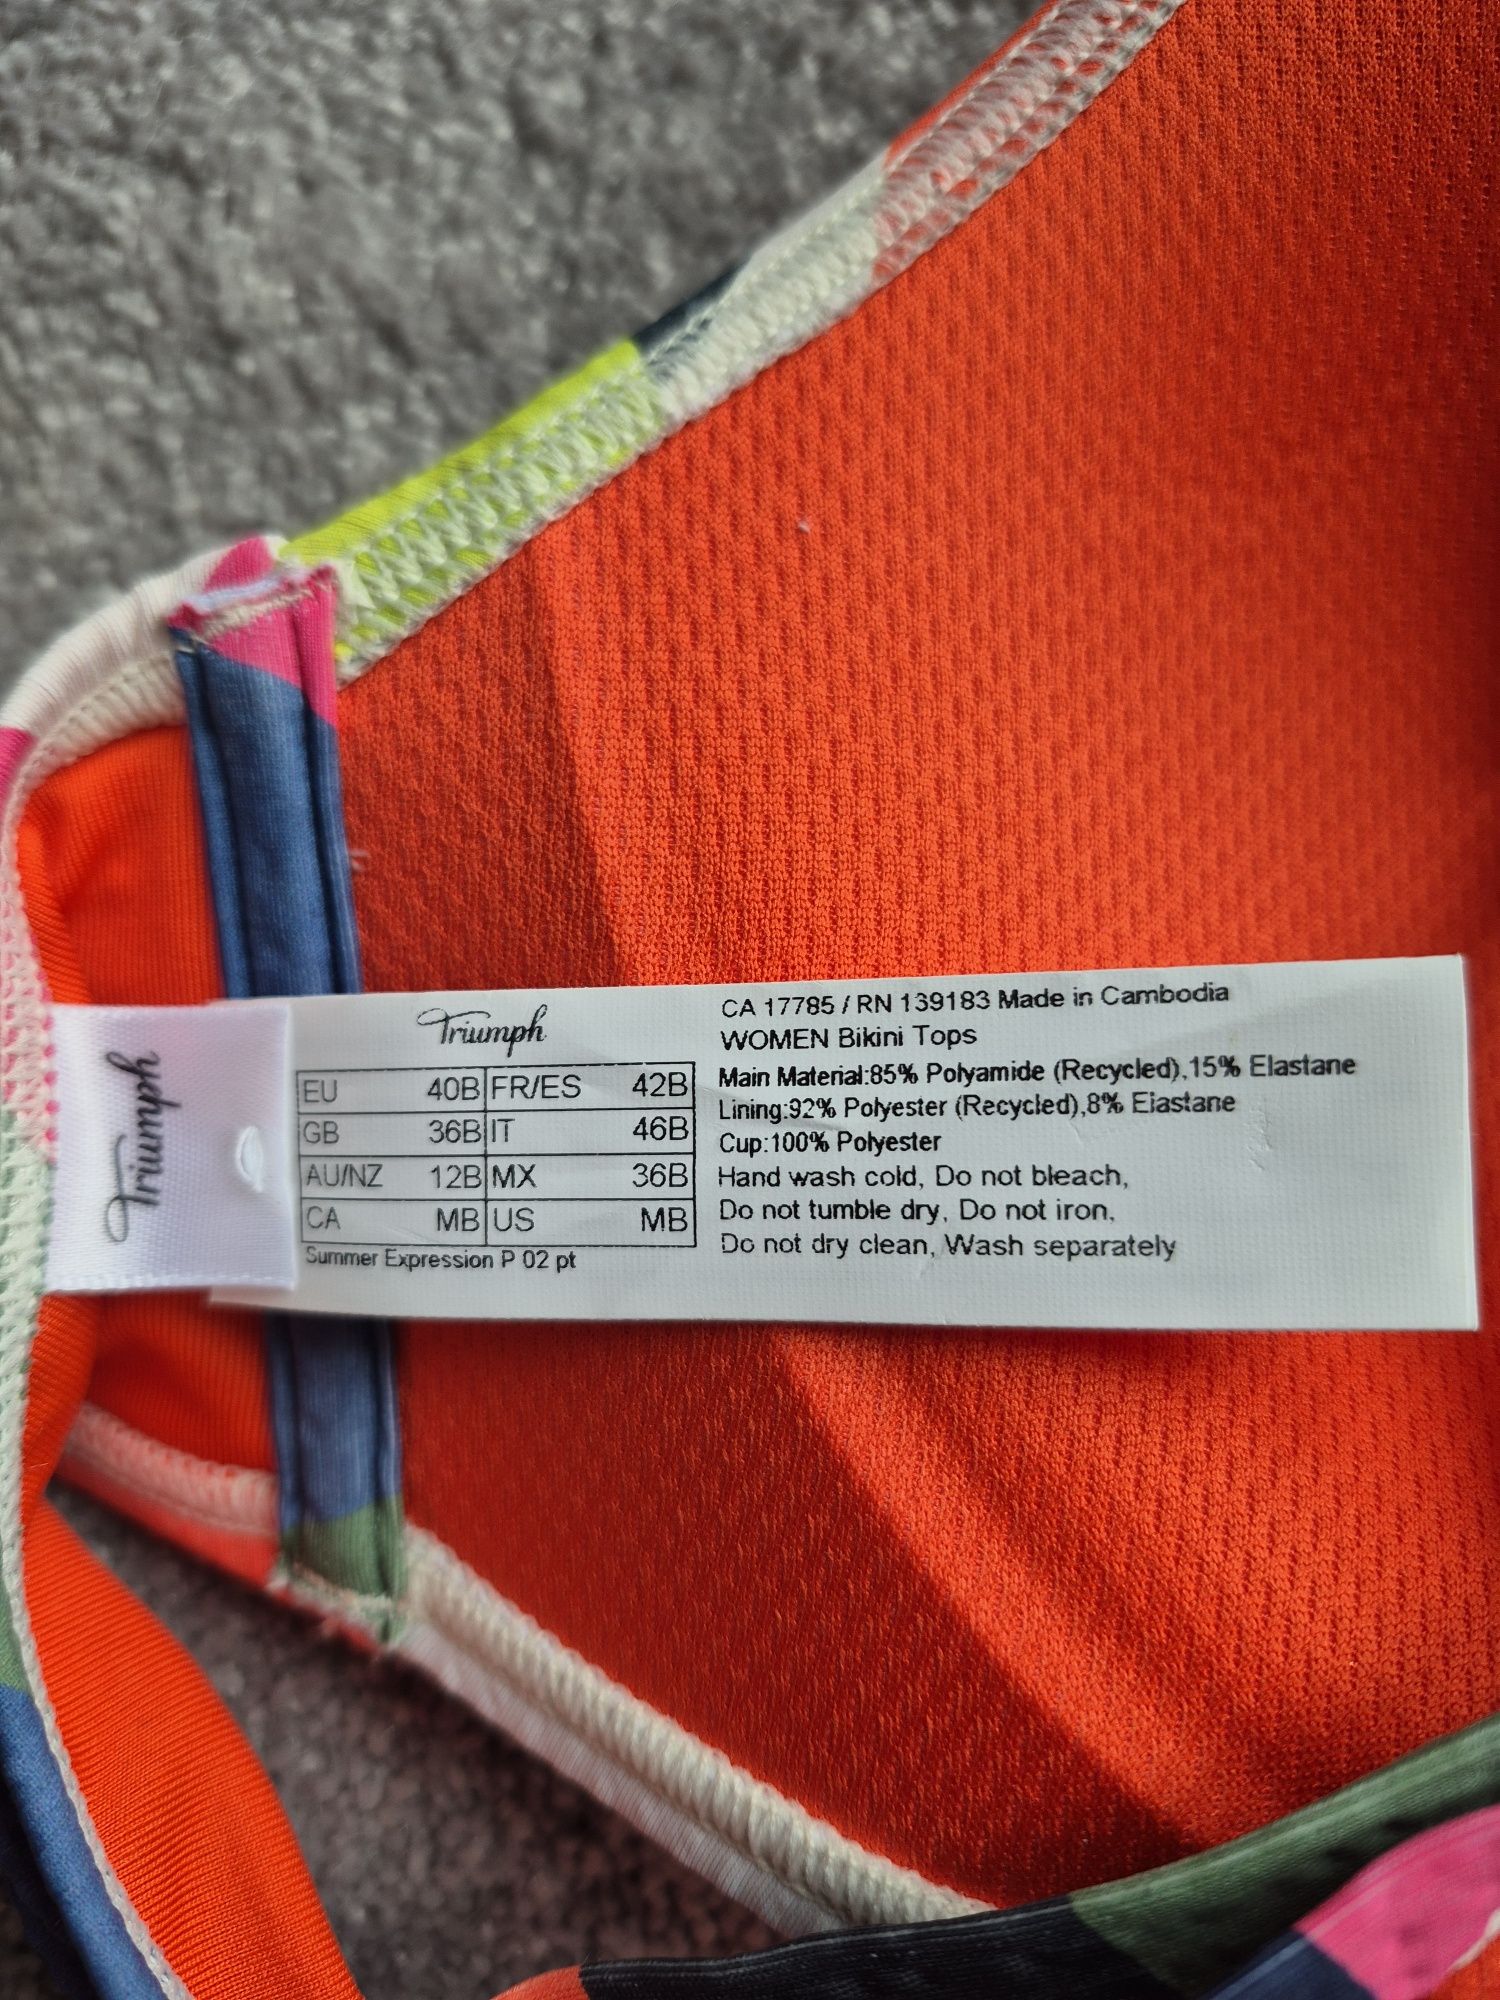 Triumph
Triumph
EU 40B FR/ES 42B
GB 36B IT 46B
AU/NZ 12B MX 36B
CA MB US MB
Summer Expression P 02 pt
CA 17785 / RN 139183 Made in Cambodia
WOMEN Bikini Tops
Main Material:85% Polyamide (Recycled),15% Elastane
Lining:92% Polyester (Recycled),8% Elastane
Cup:100% Polyester
Hand wash cold, Do not bleach,
Do not tumble dry, Do not iron,
Do not dry clean, Wash separately